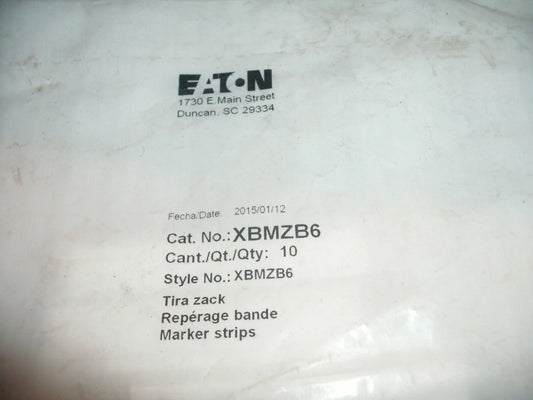 EATON
1730 E.Main Street
Duncan, SC 29334
Fecha/Date: 2015/01/12
Cat. No.:XBMZB6
Cant./Qt./Qty: 10
Style No.:XBMZB6
Tira zack
Repérage bande
Marker strips